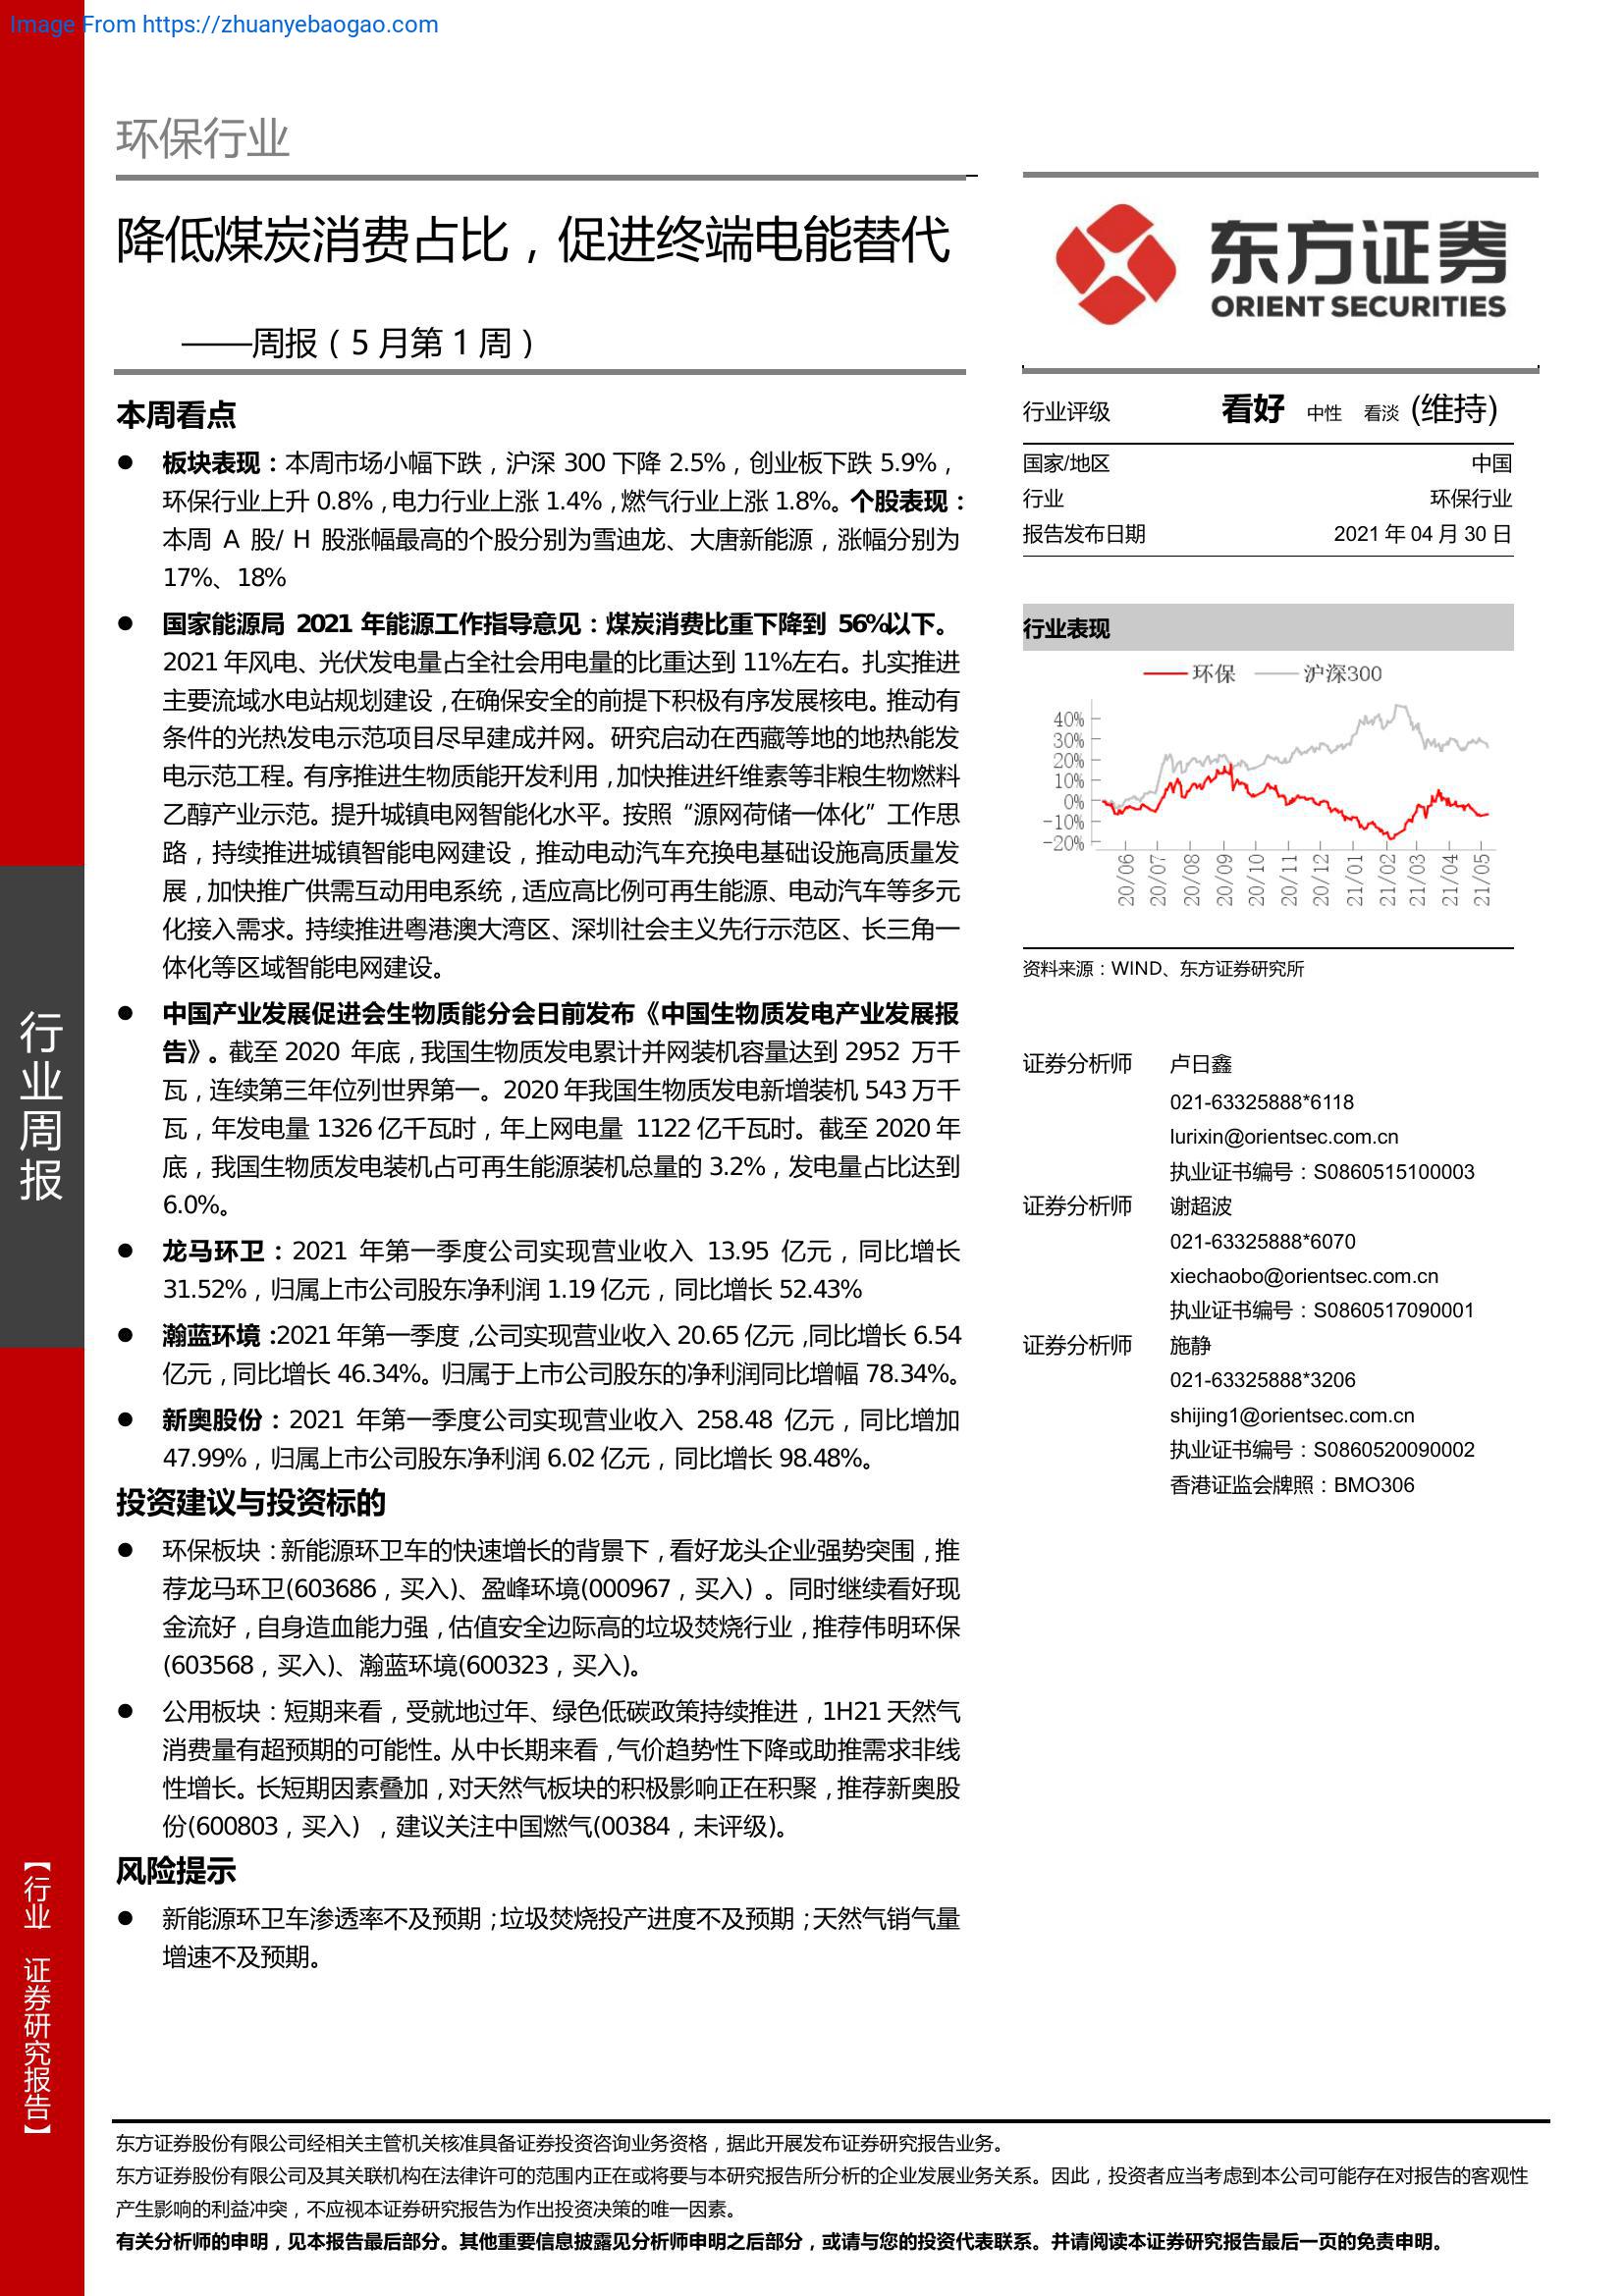 Image From https://zhuanyebaogao.com
环保行业
降低煤炭消费占比，促进终端电能替代
——周报（5 月第 1 周）
本周看点
● 板块表现：本周市场小幅下跌，沪深 300 下降 2.5%，创业板下跌 5.9%，
环保行业上升 0.8%，电力行业上涨 1.4%，燃气行业上涨 1.8%。个股表现：
本周 A 股/ H 股涨幅最高的个股分别为雪迪龙、大唐新能源，涨幅分别为
17%、18%
● 国家能源局 2021 年能源工作指导意见：煤炭消费比重下降到 56%以下。
2021 年风电、光伏发电量占全社会用电量的比重达到 11%左右。扎实推进
主要流域水电站规划建设，在确保安全的前提下积极有序发展核电。推动有
条件的光热发电示范项目尽早建成并网。研究启动在西藏等地的地热能发
电示范工程。有序推进生物质能开发利用，加快推进纤维素等非粮生物燃料
乙醇产业示范。提升城镇电网智能化水平。按照“源网荷储一体化”工作思
路，持续推进城镇智能电网建设，推动电动汽车充换电基础设施高质量发
展，加快推广供需互动用电系统，适应高比例可再生能源、电动汽车等多元
化接入需求。持续推进粤港澳大湾区、深圳社会主义先行示范区、长三角一
体化等区域智能电网建设。
● 中国产业发展促进会生物质能分会日前发布《中国生物质发电产业发展报
告》。截至 2020 年底，我国生物质发电累计并网装机容量达到 2952 万千
瓦，连续第三年位列世界第一。2020 年我国生物质发电新增装机 543 万千
瓦，年发电量 1326 亿千瓦时，年上网电量 1122 亿千瓦时。截至 2020 年
底，我国生物质发电装机占可再生能源装机总量的 3.2%，发电量占比达到
6.0%。
● 龙马环卫：2021 年第一季度公司实现营业收入 13.95 亿元，同比增长
31.52%，归属上市公司股东净利润 1.19 亿元，同比增长 52.43%
● 瀚蓝环境：2021 年第一季度，公司实现营业收入 20.65 亿元，同比增长 6.54
亿元，同比增长 46.34%。归属于上市公司股东的净利润同比增幅 78.34%。
● 新奥股份：2021 年第一季度公司实现营业收入 258.48 亿元，同比增加
47.99%，归属上市公司股东净利润 6.02 亿元，同比增长 98.48%。
投资建议与投资标的
● 环保板块：新能源环卫车的快速增长的背景下，看好龙头企业强势突围，推
荐龙马环卫(603686，买入)、盈峰环境(000967，买入) 。同时继续看好现
金流好，自身造血能力强，估值安全边际高的垃圾焚烧行业，推荐伟明环保
(603568，买入)、瀚蓝环境(600323，买入)。
● 公用板块：短期来看，受就地过年、绿色低碳政策持续推进，1H21 天然气
消费量有超预期的可能性。从中长期来看，气价趋势性下降或助推需求非线
性增长。长短期因素叠加，对天然气板块的积极影响正在积聚，推荐新奥股
份(600803，买入) ，建议关注中国燃气(00384，未评级)。
风险提示
● 新能源环卫车渗透率不及预期；垃圾焚烧投产进度不及预期；天然气销气量
增速不及预期。
东方证券
ORIENT SECURITIES
行业评级 看好 中性 看淡 (维持)
国家/地区 中国
行业 环保行业
报告发布日期 2021 年 04 月 30 日
行业表现
环保 沪深300
40%
30%
20%
10%
0%
-10%
-20%
20/06 20/07 20/08 20/09 20/10 20/11 20/12 21/01 21/02 21/03 21/04 21/05
资料来源：WIND、东方证券研究所
证券分析师 卢日鑫
021-63325888*6118
lurixin@orientsec.com.cn
执业证书编号：S0860515100003
证券分析师 谢超波
021-63325888*6070
xiechaobo@orientsec.com.cn
执业证书编号：S0860517090001
证券分析师 施静
021-63325888*3206
shijing1@orientsec.com.cn
执业证书编号：S0860520090002
香港证监会牌照：BMO306
行业周报
【行业 证券研究报告】
东方证券股份有限公司经相关主管机关核准具备证券投资咨询业务资格，据此开展发布证券研究报告业务。
东方证券股份有限公司及其关联机构在法律许可的范围内正在或将要与本研究报告所分析的企业发展业务关系。因此，投资者应当考虑到本公司可能存在对报告的客观性
产生影响的利益冲突，不应视本证券研究报告为作出投资决策的唯一因素。
有关分析师的申明，见本报告最后部分。其他重要信息披露见分析师申明之后部分，或请与您的投资代表联系。并请阅读本证券研究报告最后一页的免责申明。